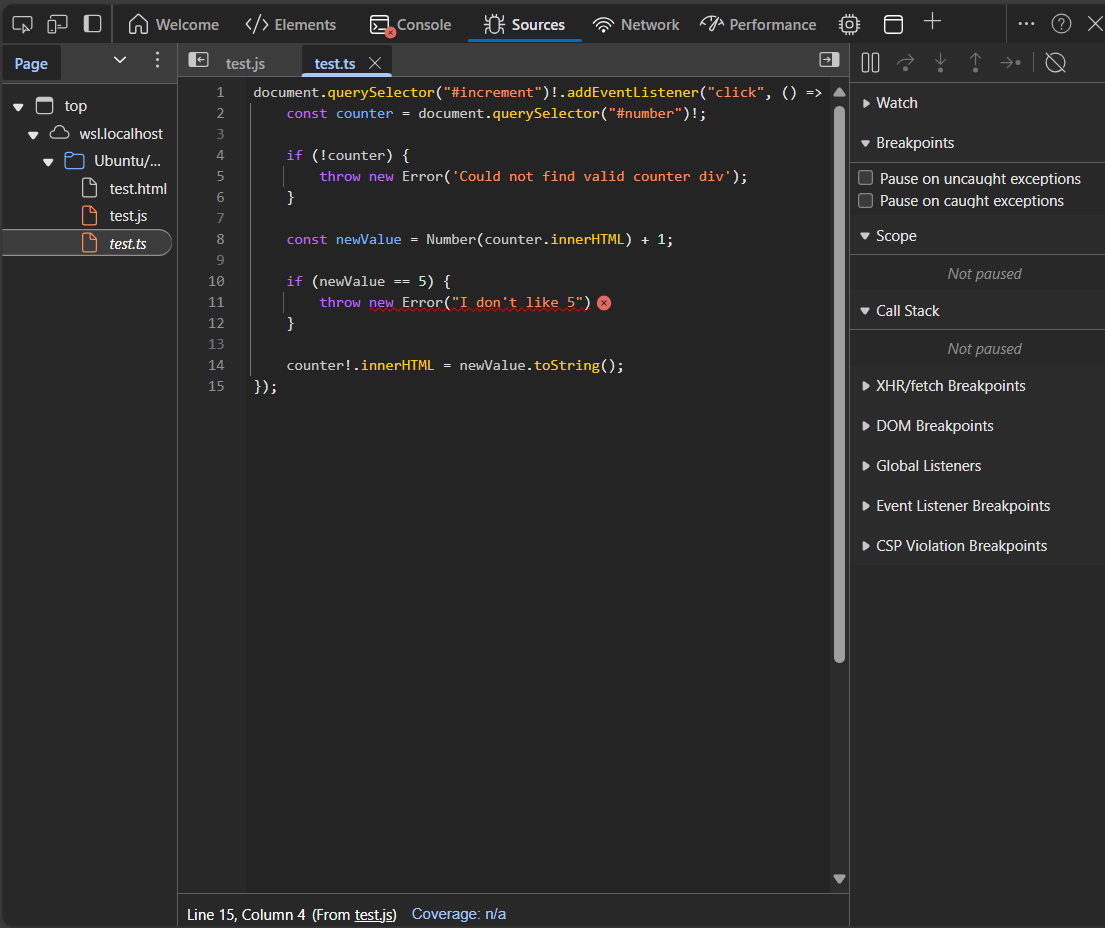 Welcome
Elements
Console
Sources
Network
Performance
Page
top
wsl.localhost
Ubuntu/...
test.html
test.js
test.ts
test.js
test.ts
1 document.querySelector("#increment")!.addEventListener("click", () =>
2 const counter = document.querySelector("#number")!;
3
4 if (!counter) {
5 throw new Error('Could not find valid counter div');
6 }
7
8 const newValue = Number(counter.innerHTML) + 1;
9
10 if (newValue == 5) {
11 throw new Error("I don't like 5")
12 }
13
14 counter!.innerHTML = newValue.toString();
15 });
Line 15, Column 4 (From test.js) Coverage: n/a
Watch
Breakpoints
Pause on uncaught exceptions
Pause on caught exceptions
Scope
Not paused
Call Stack
Not paused
XHR/fetch Breakpoints
DOM Breakpoints
Global Listeners
Event Listener Breakpoints
CSP Violation Breakpoints